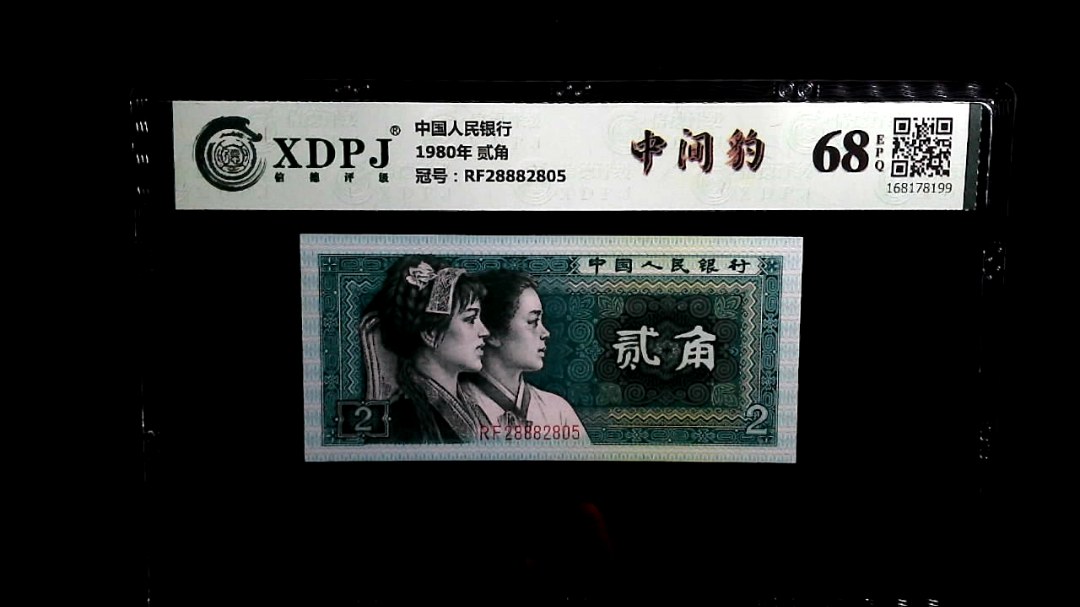 XDPJ®
信德评级
中国人民银行
1980年 贰角
冠号：RF28882805
中间豹
68
EPQ
168178199
中国人民银行
贰角
2
2
RF28882805